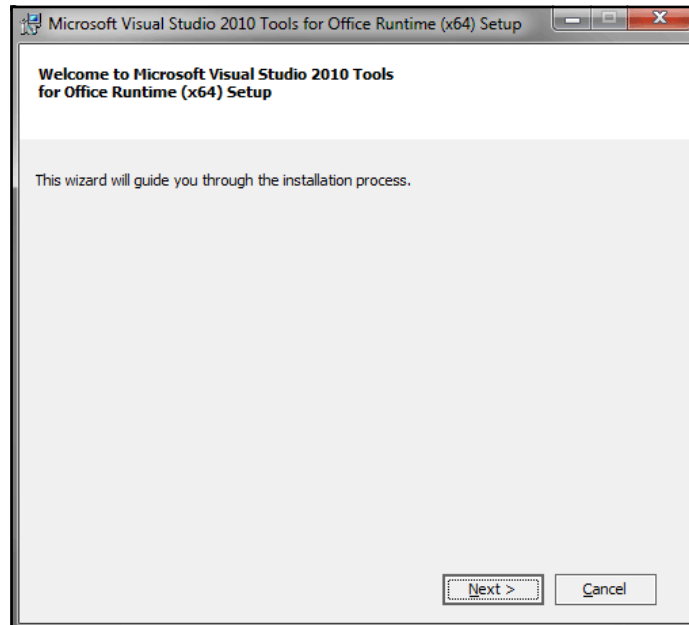 Microsoft Visual Studio 2010 Tools for Office Runtime (x64) Setup
Welcome to Microsoft Visual Studio 2010 Tools
for Office Runtime (x64) Setup
This wizard will guide you through the installation process.
Next > Cancel